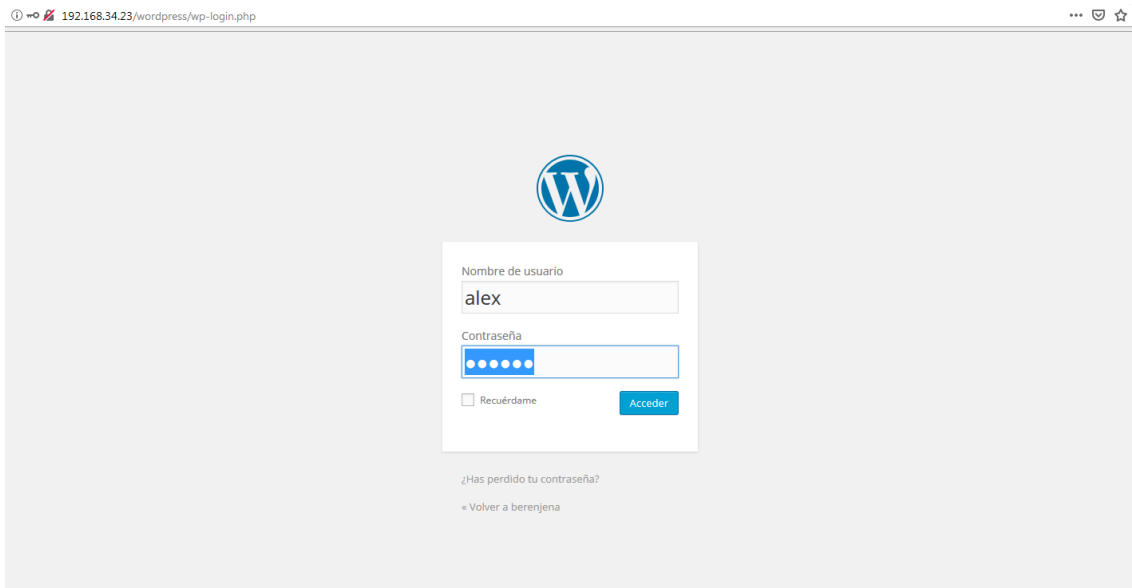 192.168.34.23/wordpress/wp-login.php
Nombre de usuario
alex
Contraseña
●●●●●●
Recuérdame
Acceder
¿Has perdido tu contraseña?
« Volver a berenjena